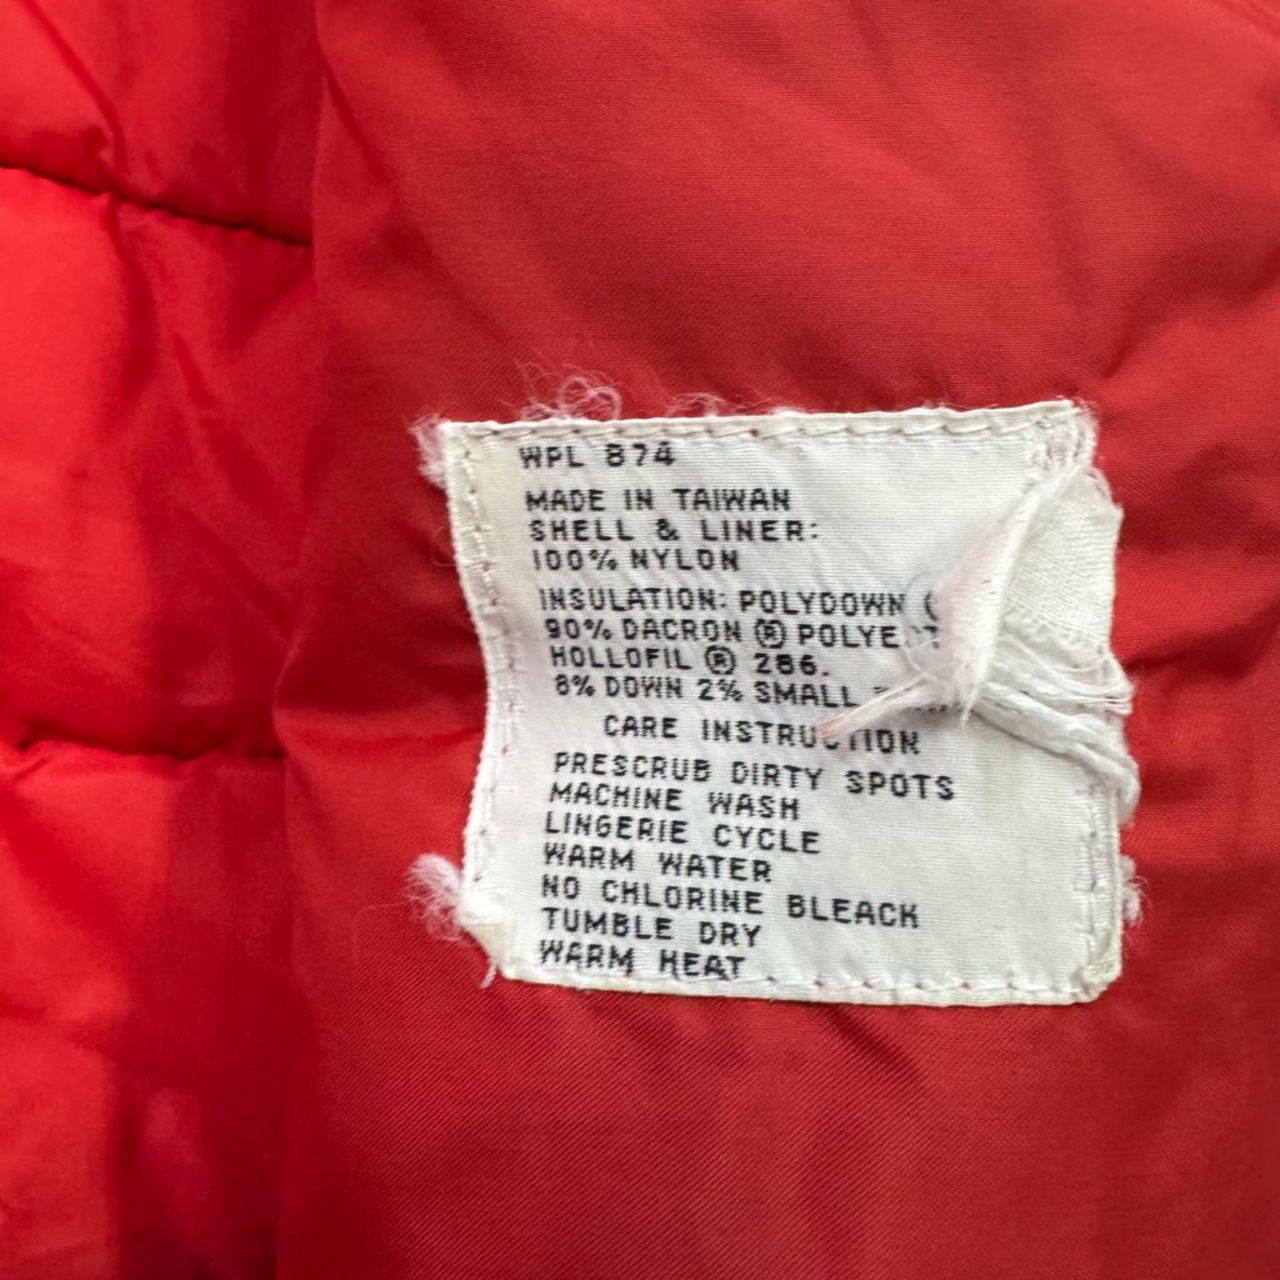 WPL 874
MADE IN TAIWAN
SHELL & LINER:
100% NYLON
INSULATION: POLYDOWN (
90% DACRON ® 
HOLLOFIL ® 286.
8% DOWN 2% SMALL
CARE INSTRUCTION
PRESCRUB DIRTY SPOTS
MACHINE WASH
LINGERIE CYCLE
WARM WATER
NO CHLORINE BLEACH
TUMBLE DRY
WARM HEAT